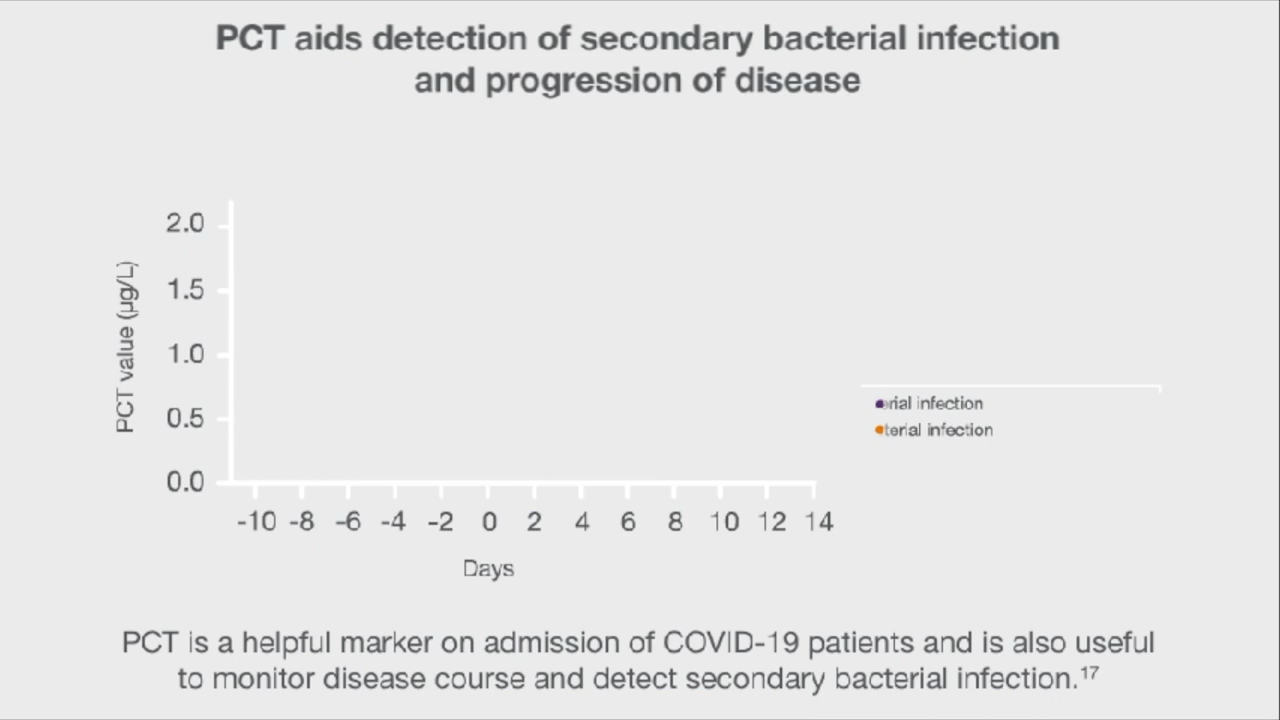 PCT aids detection of secondary bacterial infection
and progression of disease
PCT value (µg/L)
2.0
1.5
1.0
0.5
0.0
-10 -8 -6 -4 -2 0 2 4 6 8 10 12 14
Days
erial infection
terial infection
PCT is a helpful marker on admission of COVID-19 patients and is also useful
to monitor disease course and detect secondary bacterial infection.¹⁷